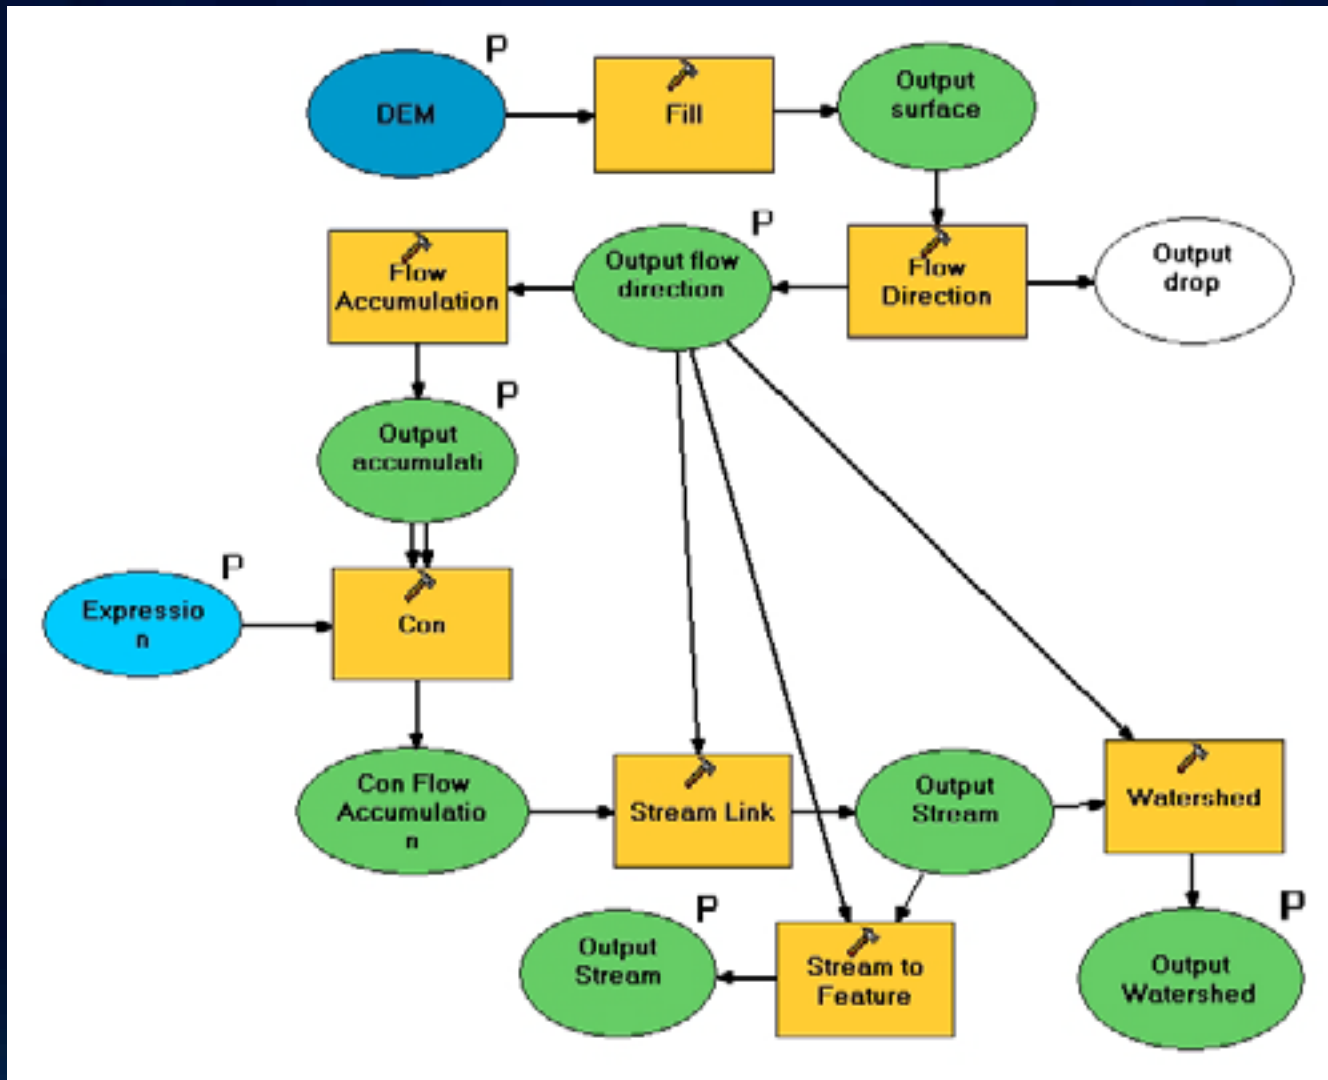 P
DEM
Fill
Output
surface
P
Flow
Accumulation
Output flow
direction
Flow
Direction
Output
drop
P
Output
accumulati
P
Expressio
n
Con
Con Flow
Accumulatio
n
Stream Link
Output
Stream
Watershed
P
Output
Stream
Stream to
Feature
P
Output
Watershed